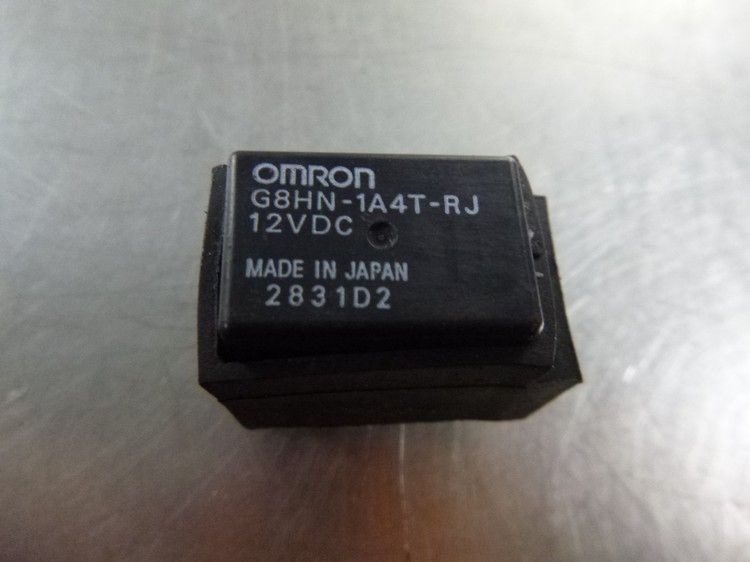 OMRON
G8HN-1A4T-RJ
12VDC
MADE IN JAPAN
2831D2